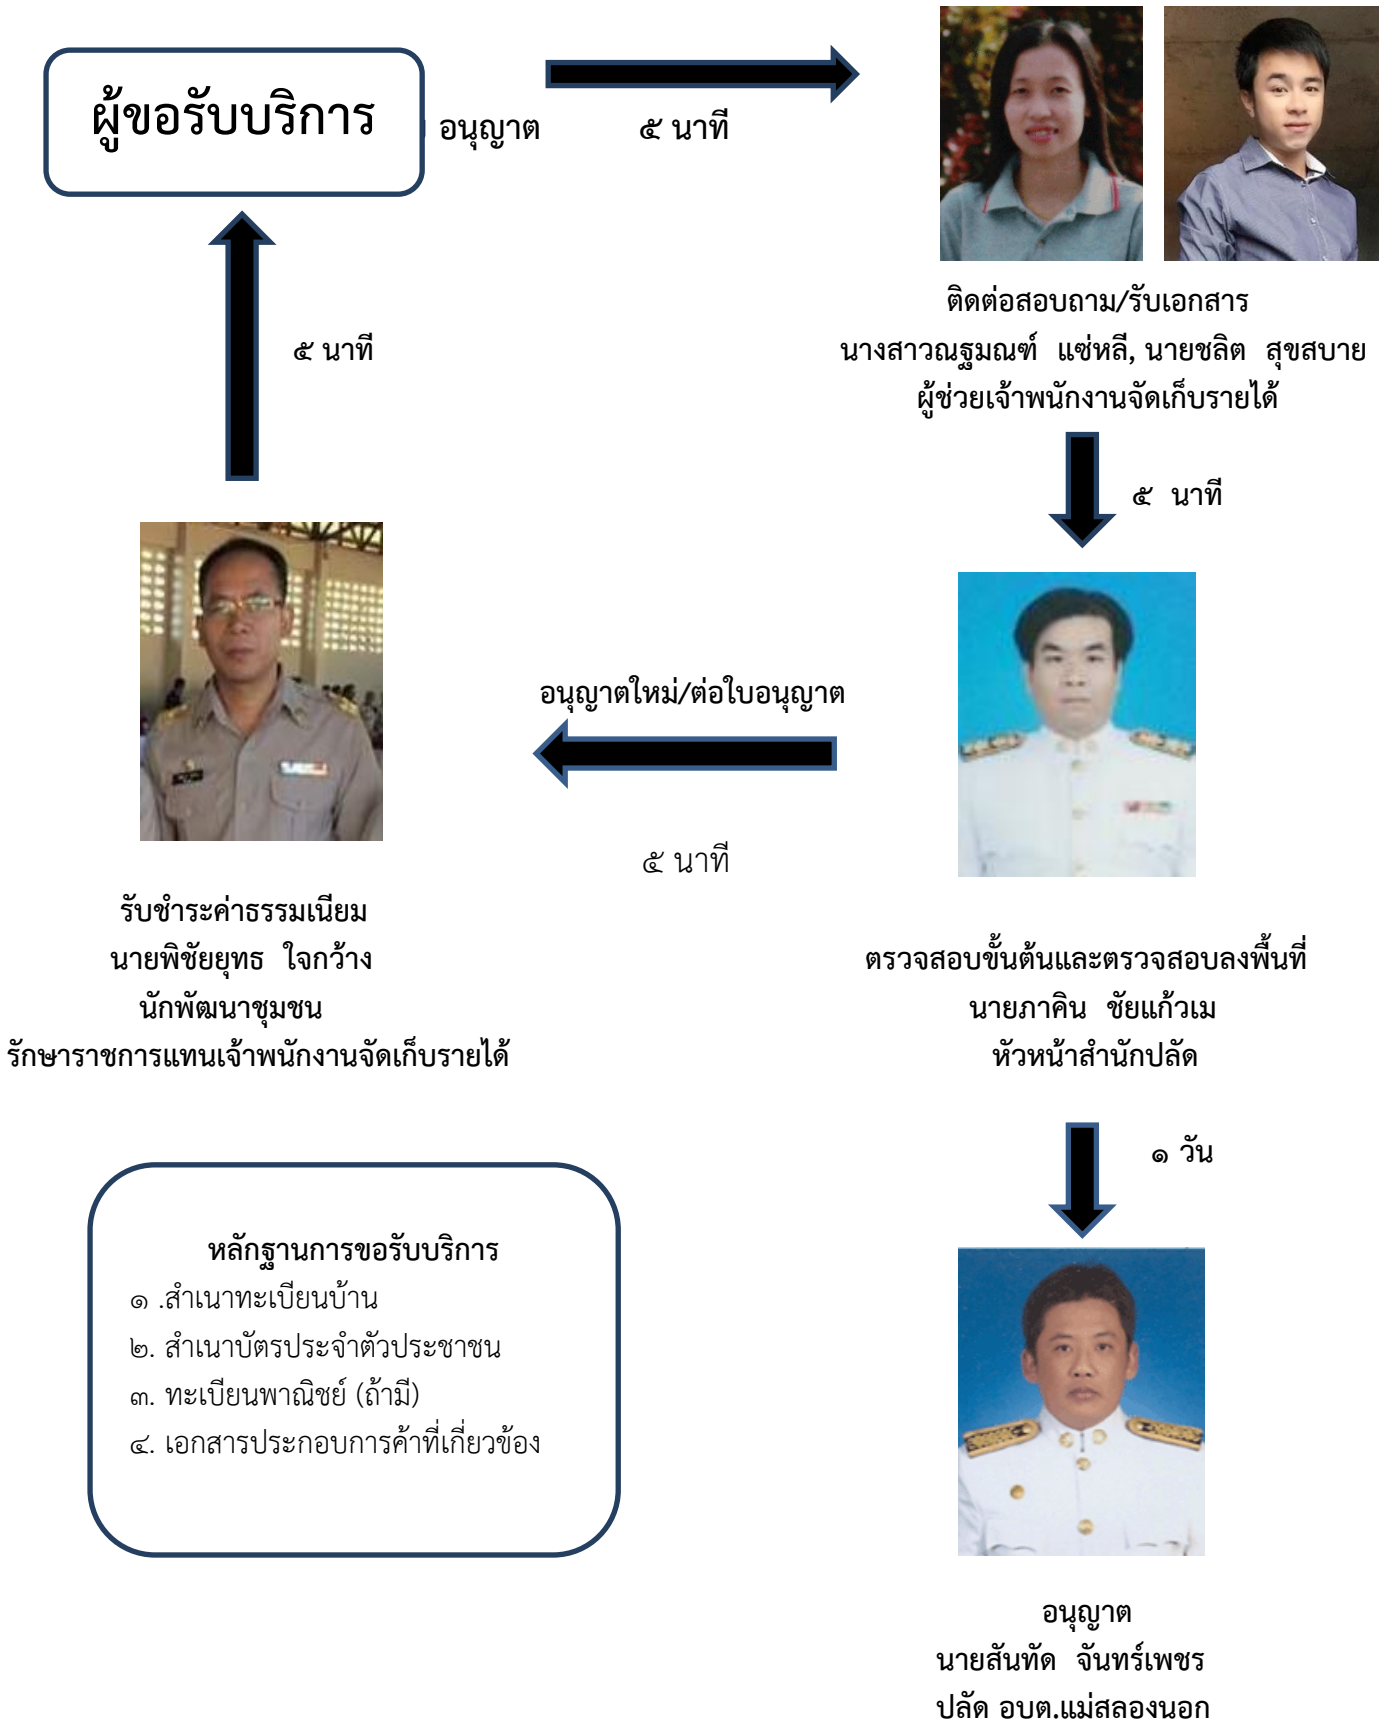 ผู้ขอรับบริการ
อนุญาต
๕ นาที
ติดต่อสอบถาม/รับเอกสาร
นางสาวณฐมณฑ์ แซ่หลี, นายชลิต สุขสบาย
ผู้ช่วยเจ้าพนักงานจัดเก็บรายได้
๕ นาที
๕ นาที
อนุญาตใหม่/ต่อใบอนุญาต
๕ นาที
รับชำระค่าธรรมเนียม
นายพิชัยยุทธ ใจกว้าง
นักพัฒนาชุมชน
รักษาราชการแทนเจ้าพนักงานจัดเก็บรายได้
ตรวจสอบขั้นต้นและตรวจสอบลงพื้นที่
นายภาคิน ชัยแก้วเม
หัวหน้าสำนักปลัด
๑ วัน
หลักฐานการขอรับบริการ
๑ .สำเนาทะเบียนบ้าน
๒. สำเนาบัตรประจำตัวประชาชน
๓. ทะเบียนพาณิชย์ (ถ้ามี)
๔. เอกสารประกอบการค้าที่เกี่ยวข้อง
อนุญาต
นายสันทัด จันทร์เพชร
ปลัด อบต.แม่สลองนอก